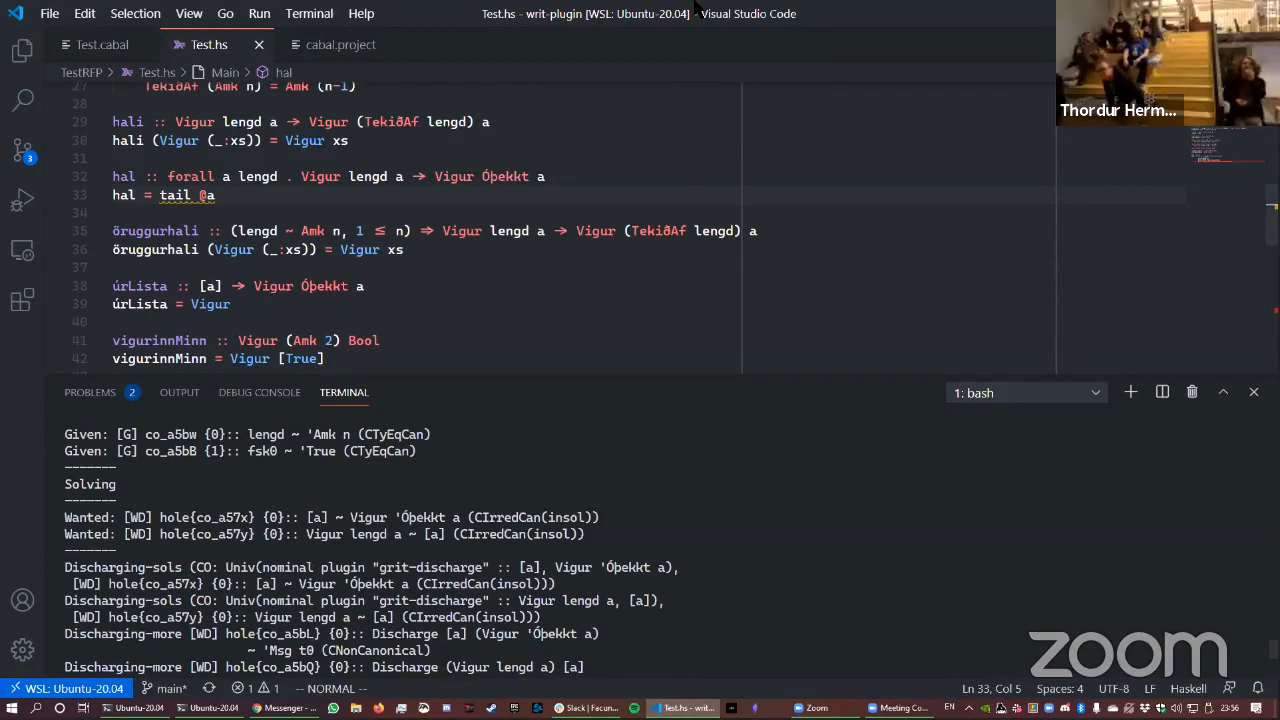 File Edit Selection View Go Run Terminal Help
Test.hs - writ-plugin [WSL: Ubuntu-20.04] - Visual Studio Code
Test.cabal Test.hs cabal.project
TestRFP > Test.hs > Main > hal
27 TekiðAf (Amk n) = Amk (n-1)
28
29 hali :: Vigur lengd a → Vigur (TekiðAf lengd) a
30 hali (Vigur (_:xs)) = Vigur xs
31
32 hal :: forall a lengd . Vigur lengd a → Vigur Óþekkt a
33 hal = tail @a
34
35 öruggurhali :: (lengd ~ Amk n, 1 ≤ n) ⇒ Vigur lengd a → Vigur (TekiðAf lengd) a
36 öruggurhali (Vigur (_:xs)) = Vigur xs
37
38 úrLista :: [a] → Vigur Óþekkt a
39 úrLista = Vigur
40
41 vigurinnMinn :: Vigur (Amk 2) Bool
42 vigurinnMinn = Vigur [True]
Thordur Herm...
3
PROBLEMS 2 OUTPUT DEBUG CONSOLE TERMINAL
1: bash
Given: [G] co_a5bw {0}:: lengd ~ 'Amk n (CTyEqCan)
Given: [G] co_a5bB {1}:: fsk0 ~ 'True (CTyEqCan)
-------
Solving
-------
Wanted: [WD] hole{co_a57x} {0}:: [a] ~ Vigur 'Óþekkt a (CIrredCan(insol))
Wanted: [WD] hole{co_a57y} {0}:: Vigur lengd a ~ [a] (CIrredCan(insol))
-------
Discharging-sols (CO: Univ(nominal plugin "grit-discharge" :: [a], Vigur 'Óþekkt a),
[WD] hole{co_a57x} {0}:: [a] ~ Vigur 'Óþekkt a (CIrredCan(insol)))
Discharging-sols (CO: Univ(nominal plugin "grit-discharge" :: Vigur lengd a, [a]),
[WD] hole{co_a57y} {0}:: Vigur lengd a ~ [a] (CIrredCan(insol)))
Discharging-more [WD] hole{co_a5bL} {0}:: Discharge [a] (Vigur 'Óþekkt a)
~ 'Msg t0 (CNonCanonical)
Discharging-more [WD] hole{co_a5bQ} {0}:: Discharge (Vigur lengd a) [a]
zoom
WSL: Ubuntu-20.04 main* 1 1 -- NORMAL -- Ln 33, Col 5 Spaces: 4 UTF-8 LF Haskell
Ubuntu-20.04 Ubuntu-20.04 Messenger - ... Slack | Facun... Test.hs - writ-... Zoom Meeting Co... EN 23:56